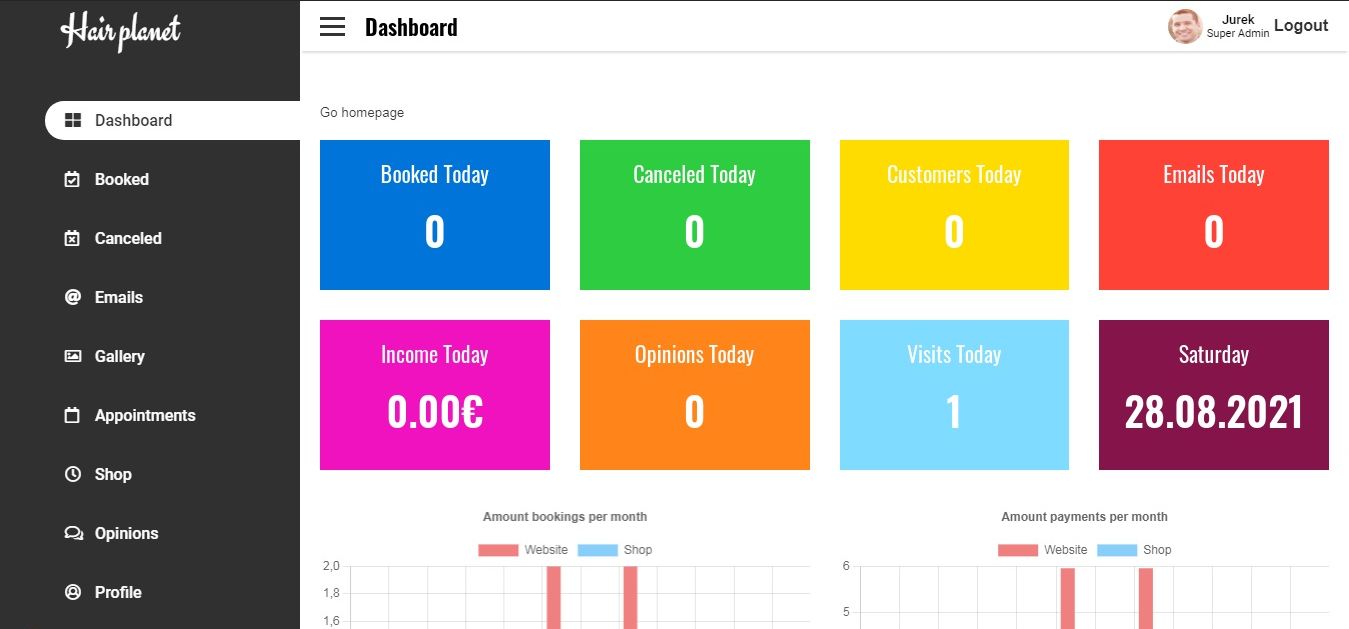 Hair planet
Dashboard
Booked
Canceled
Emails
Gallery
Appointments
Shop
Opinions
Profile
Dashboard
Jurek
Super Admin
Logout
Go homepage
Booked Today
0
Canceled Today
0
Customers Today
0
Emails Today
0
Income Today
0.00€
Opinions Today
0
Visits Today
1
Saturday
28.08.2021
Amount bookings per month
Website Shop
2,0
1,8
1,6
Amount payments per month
Website Shop
6
5